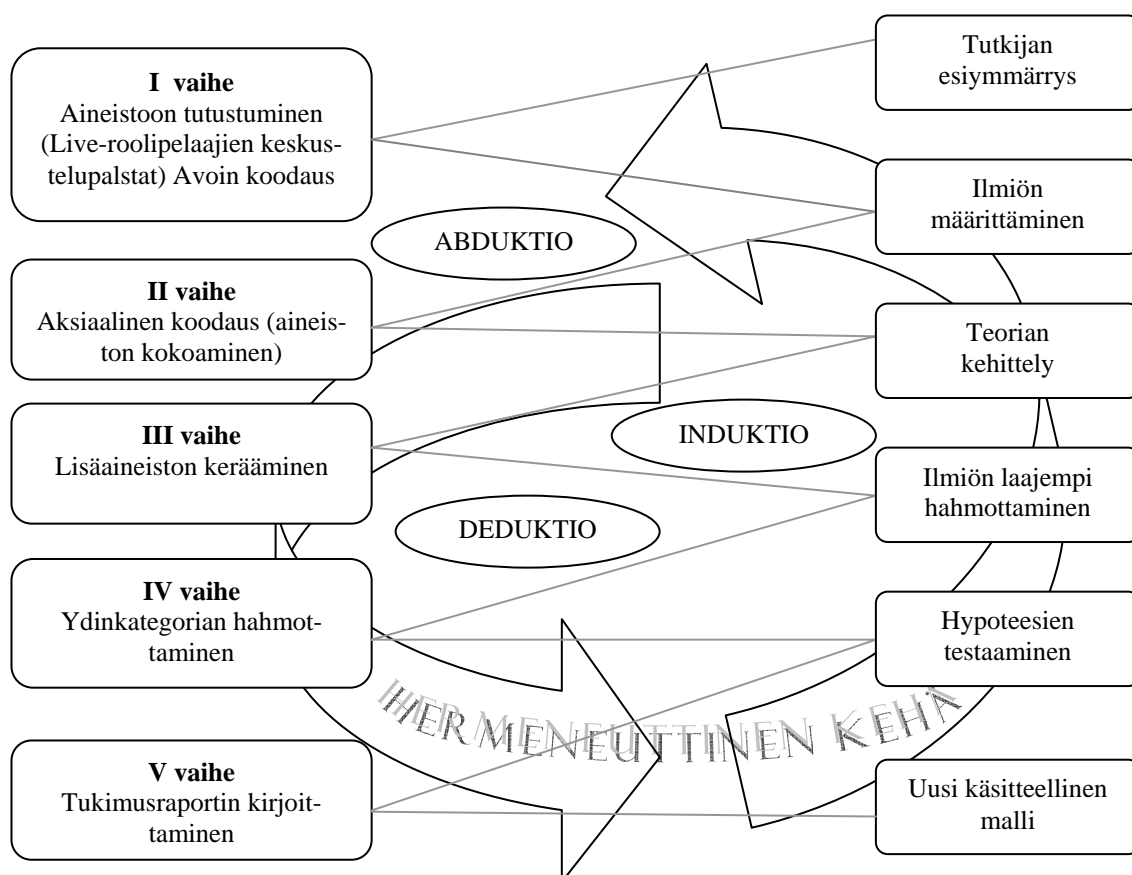 I vaihe
Aineistoon tutustuminen
(Live-roolipelaajien keskus-
telupalstat) Avoin koodaus
Tutkijan
esiymmärrys
Ilmiön
määrittäminen
ABDUKTIO
II vaihe
Aksiaalinen koodaus (aineis-
ton kokoaminen)
Teorian
kehittely
III vaihe
Lisäaineiston kerääminen
INDUKTIO
Ilmiön laajempi
hahmottaminen
DEDUKTIO
IV vaihe
Ydinkategorian hahmot-
taminen
Hypoteesien
testaaminen
HERMENEUTTINEN KEHÄ
V vaihe
Tukimusraportin kirjoit-
taminen
Uusi käsitteellinen
malli